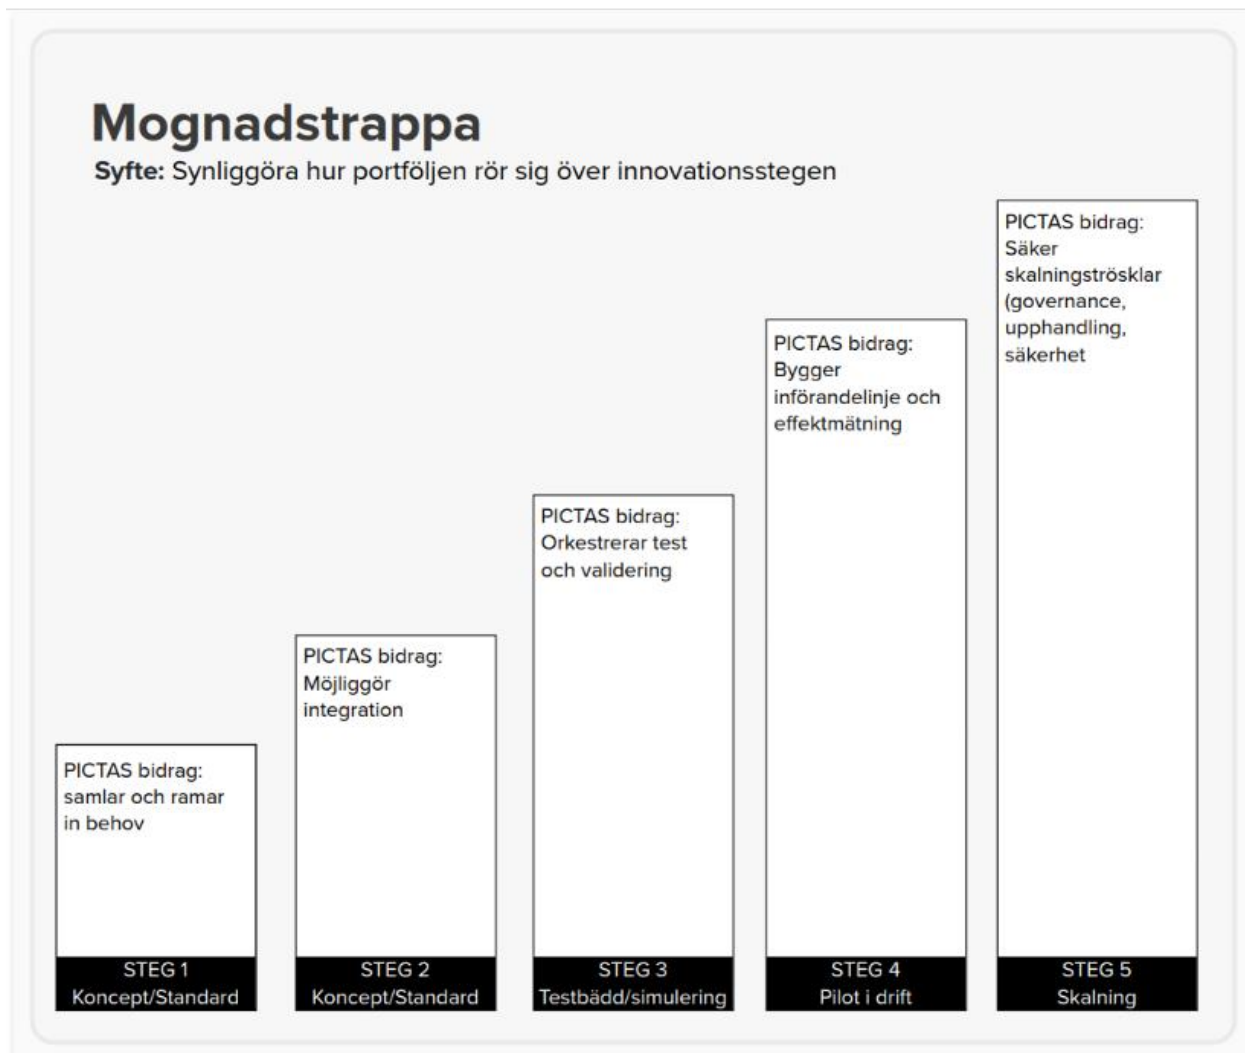 Mognadstrappa
Syfte: Synliggöra hur portföljen rör sig över innovationsstegen
PICTAS bidrag:
samlar och ramar
in behov
STEG 1
Koncept/Standard
PICTAS bidrag:
Möjliggör
integration
STEG 2
Koncept/Standard
PICTAS bidrag:
Orkestrerar test
och validering
STEG 3
Testbädd/simulering
PICTAS bidrag:
Bygger
införandelinje och
effektmätning
STEG 4
Pilot i drift
PICTAS bidrag:
Säker
skalningströsklar
(governance,
upphandling,
säkerhet
STEG 5
Skalning